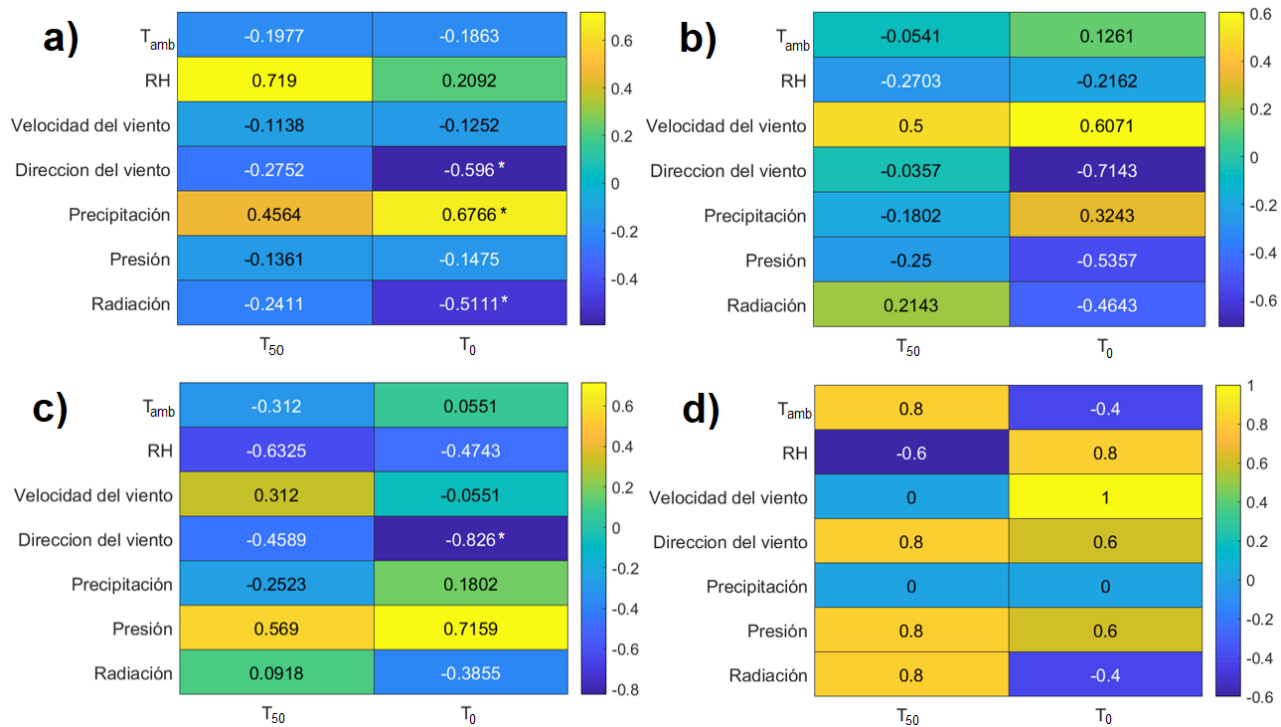 a)
T_amb -0.1977 -0.1863
RH 0.719 0.2092
Velocidad del viento -0.1138 -0.1252
Direccion del viento -0.2752 -0.596 *
Precipitación 0.4564 0.6766 *
Presión -0.1361 -0.1475
Radiación -0.2411 -0.5111 *
T_50 T_0
0.6
0.4
0.2
0
-0.2
-0.4
b)
T_amb -0.0541 0.1261
RH -0.2703 -0.2162
Velocidad del viento 0.5 0.6071
Direccion del viento -0.0357 -0.7143
Precipitación -0.1802 0.3243
Presión -0.25 -0.5357
Radiación 0.2143 -0.4643
T_50 T_0
0.6
0.4
0.2
0
-0.2
-0.4
-0.6
c)
T_amb -0.312 0.0551
RH -0.6325 -0.4743
Velocidad del viento 0.312 -0.0551
Direccion del viento -0.4589 -0.826 *
Precipitación -0.2523 0.1802
Presión 0.569 0.7159
Radiación 0.0918 -0.3855
T_50 T_0
0.6
0.4
0.2
0
-0.2
-0.4
-0.6
-0.8
d)
T_amb 0.8 -0.4
RH -0.6 0.8
Velocidad del viento 0 1
Direccion del viento 0.8 0.6
Precipitación 0 0
Presión 0.8 0.6
Radiación 0.8 -0.4
T_50 T_0
1
0.8
0.6
0.4
0.2
0
-0.2
-0.4
-0.6